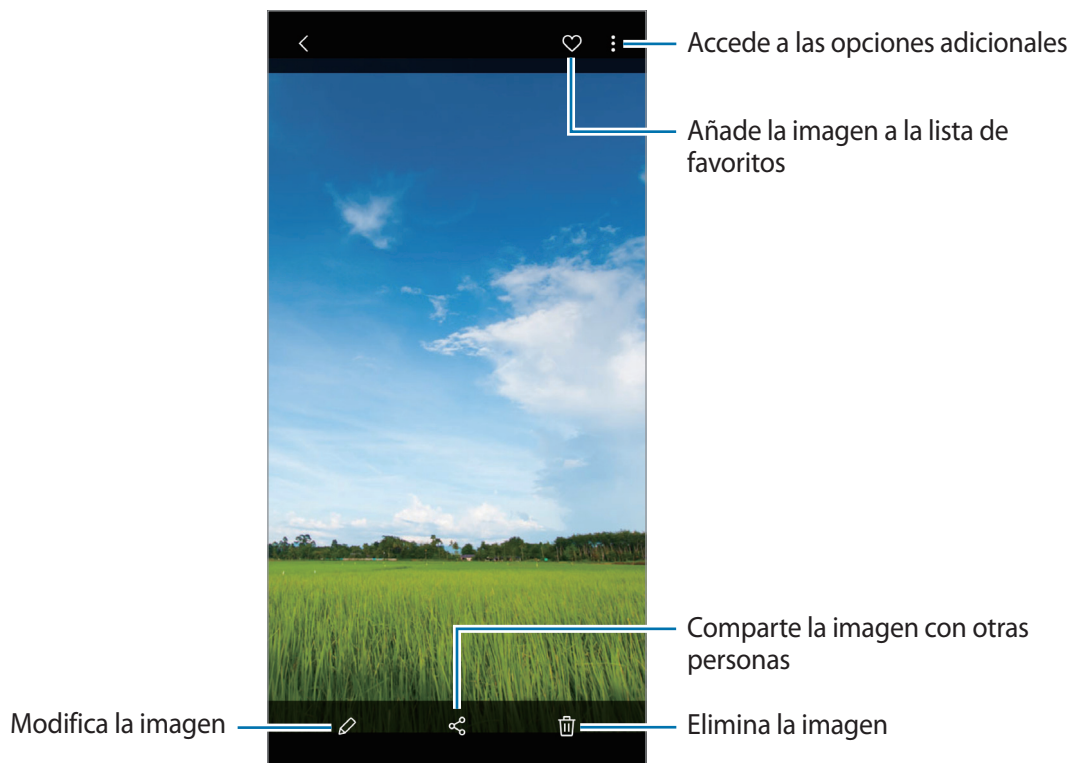 Accede a las opciones adicionales
Añade la imagen a la lista de
favoritos
Comparte la imagen con otras
personas
Modifica la imagen
Elimina la imagen